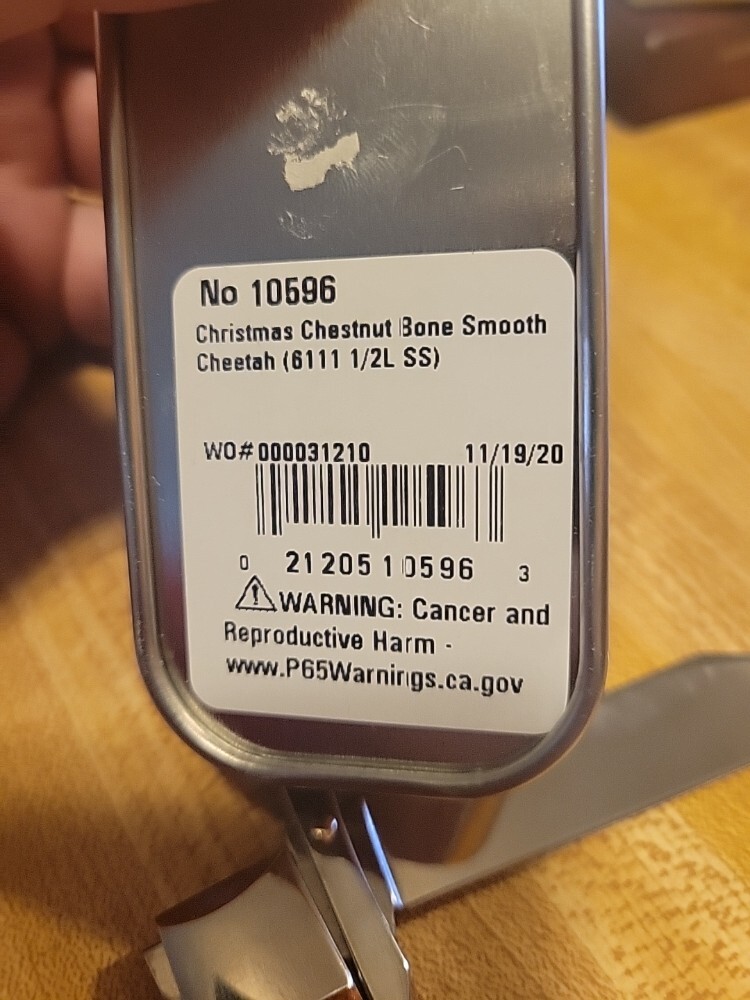 No 10596
Christmas Chestnut Bone Smooth
Cheetah (6111 1/2L SS)
WO# 000031210 11/19/20
0 21205 10596 3
WARNING: Cancer and
Reproductive Harm -
www.P65Warnings.ca.gov